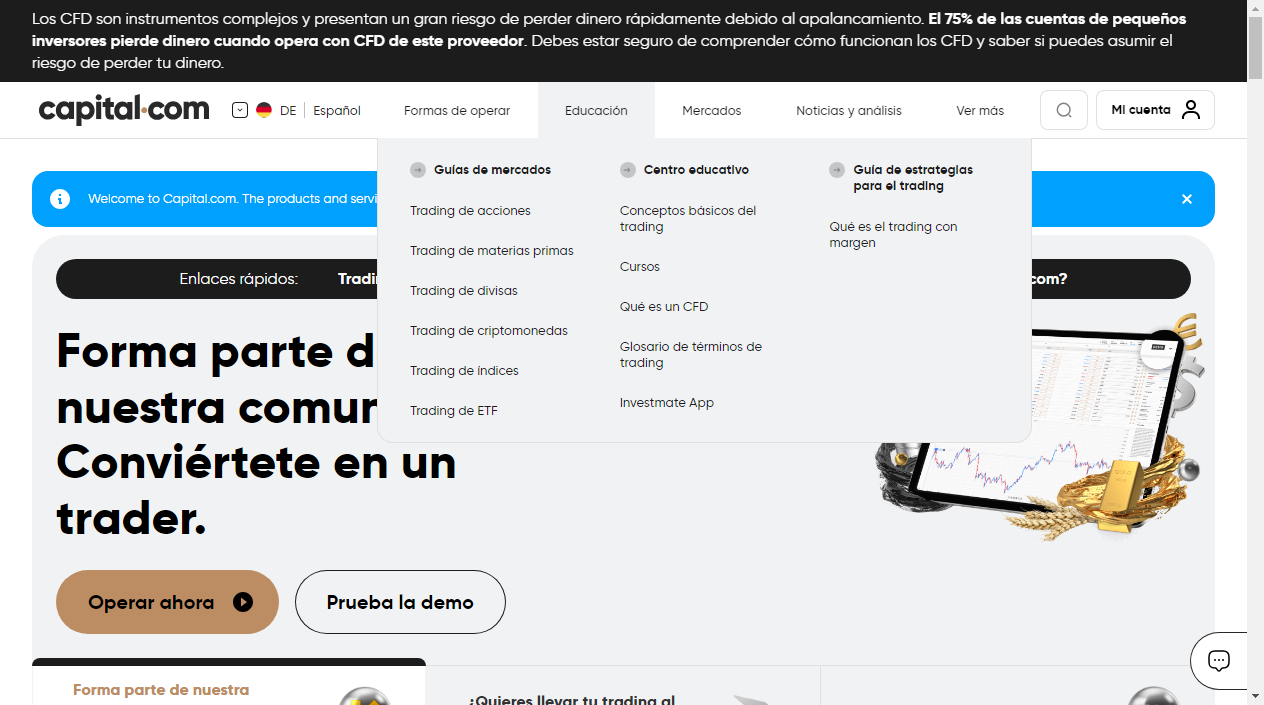 Los CFD son instrumentos complejos y presentan un gran riesgo de perder dinero rápidamente debido al apalancamiento. El 75% de las cuentas de pequeños
inversores pierde dinero cuando opera con CFD de este proveedor. Debes estar seguro de comprender cómo funcionan los CFD y saber si puedes asumir el
riesgo de perder tu dinero.
capital.com
DE | Español
Formas de operar
Educación
Mercados
Noticias y análisis
Ver más
Mi cuenta
Guías de mercados
Trading de acciones
Trading de materias primas
Trading de divisas
Trading de criptomonedas
Trading de índices
Trading de ETF
Centro educativo
Conceptos básicos del
trading
Cursos
Qué es un CFD
Glosario de términos de
trading
Investmate App
Guía de estrategias
para el trading
Qué es el trading con
margen
Welcome to Capital.com. The products and servi
Enlaces rápidos:
Tradin
com?
Forma parte d
nuestra comun
Conviértete en un
trader.
Operar ahora
Prueba la demo
Forma parte de nuestra
¿Quieres llevar tu trading al